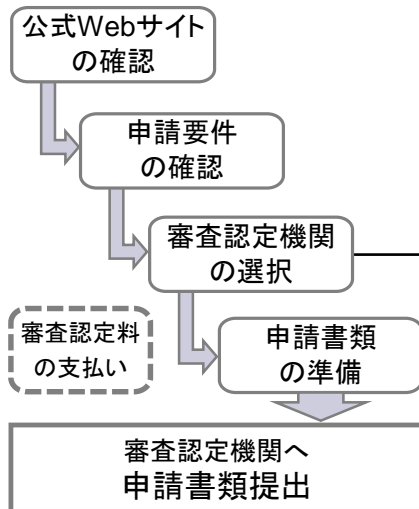 公式Webサイト
の確認
申請要件
の確認
審査認定機関
の選択
審査認定料
の支払い
申請書類
の準備
審査認定機関へ
申請書類提出